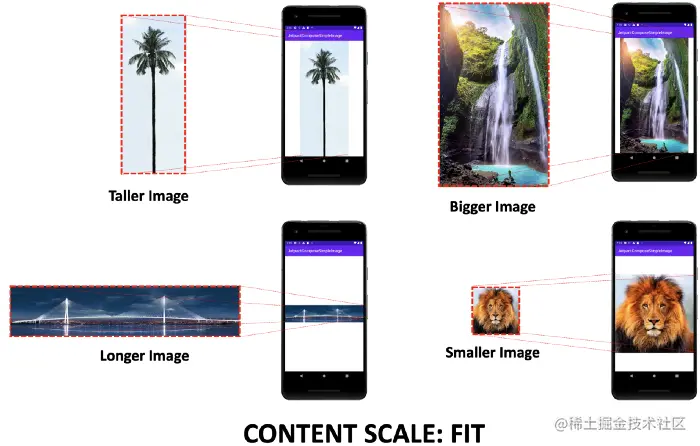 JetpackComposeSimpleImage
JetpackComposeSimpleImage
Taller Image
Bigger Image
JetpackComposeSimpleImage
JetpackComposeSimpleImage
Longer Image
Smaller Image
CONTENT SCALE: FIT
@稀土掘金技术社区